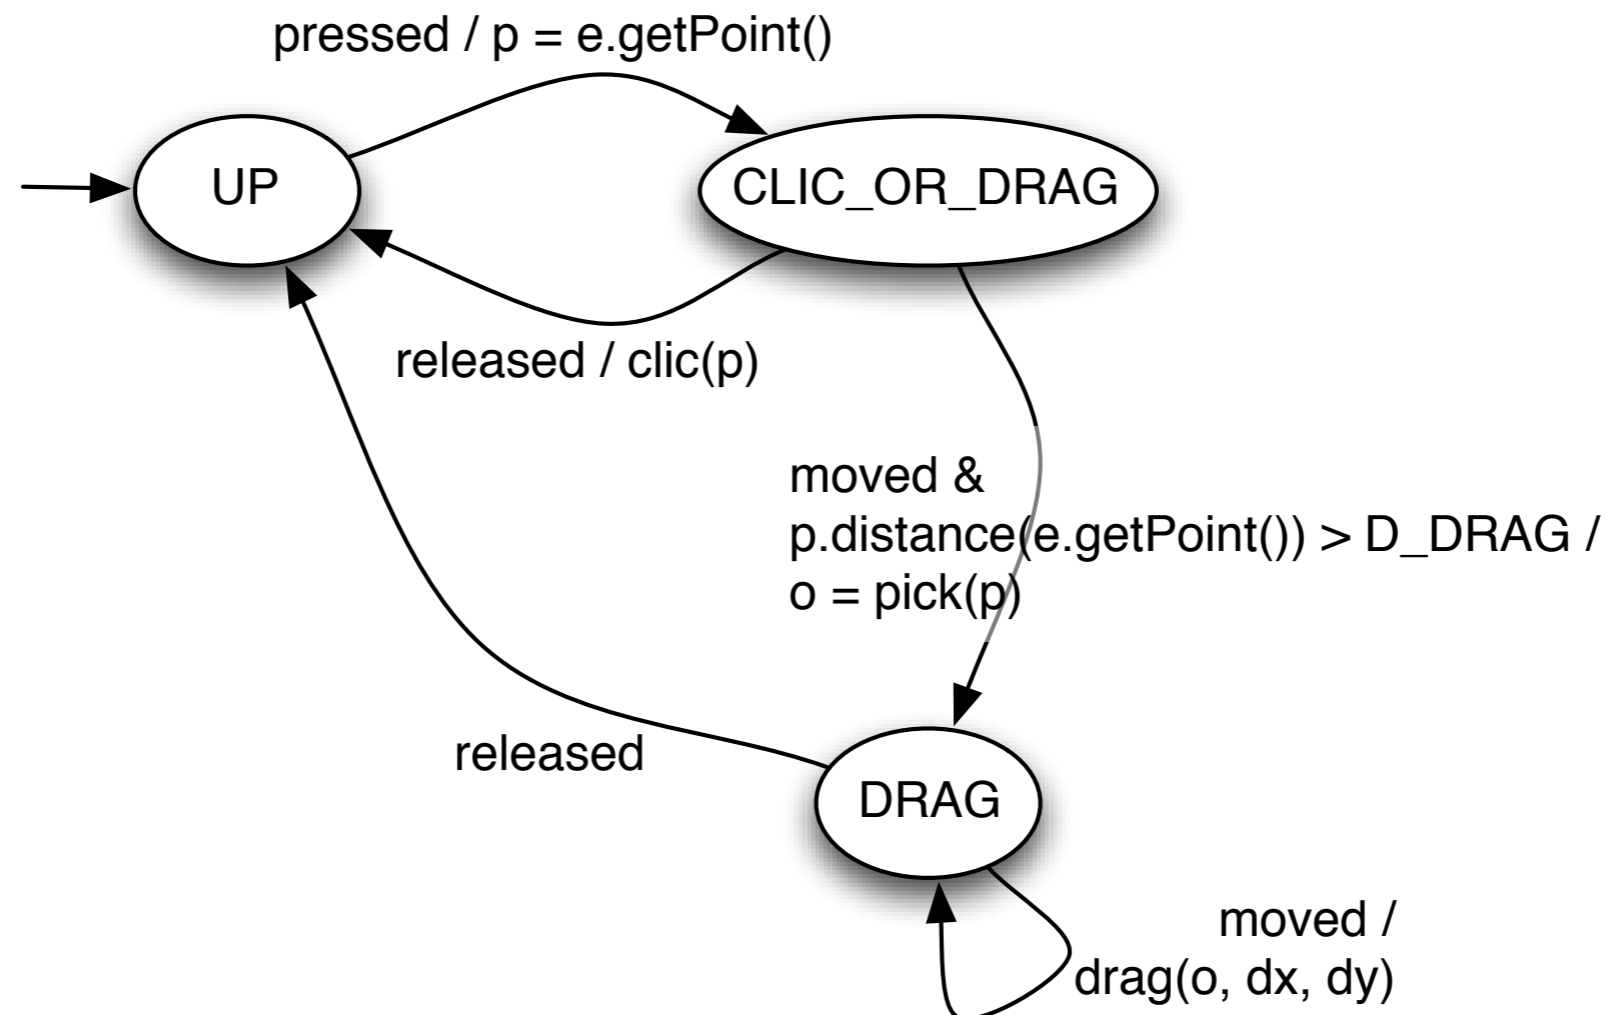 pressed / p = e.getPoint()
UP
CLIC_OR_DRAG
released / clic(p)
moved &
p.distance(e.getPoint()) > D_DRAG /
o = pick(p)
released
DRAG
moved /
drag(o, dx, dy)